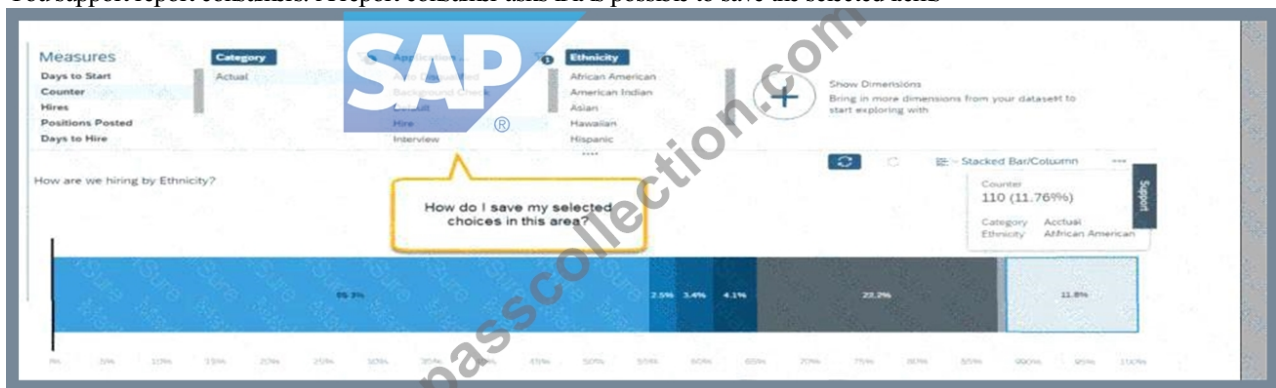 You support report consumers. A report consumer asks if it is possible to save the selected items
Measures
Days to Start
Counter
Hires
Positions Posted
Days to Hire
Category
Actual
SAP
®
Hire
Interview
1
Ethnicity
African American
American Indian
Asian
Hawaiian
Hispanic
Show Dimensions
Bring in more dimensions from your dataset to
start exploring with
Stacked Bar/Column
How are we hiring by Ethnicity?
How do I save my selected
choices in this area?
Counter
110 (11.76%)
Category Actual
Ethnicity African American
Support
2.5% 3.4% 4.1% 22.2% 11.8%
passcollection.com